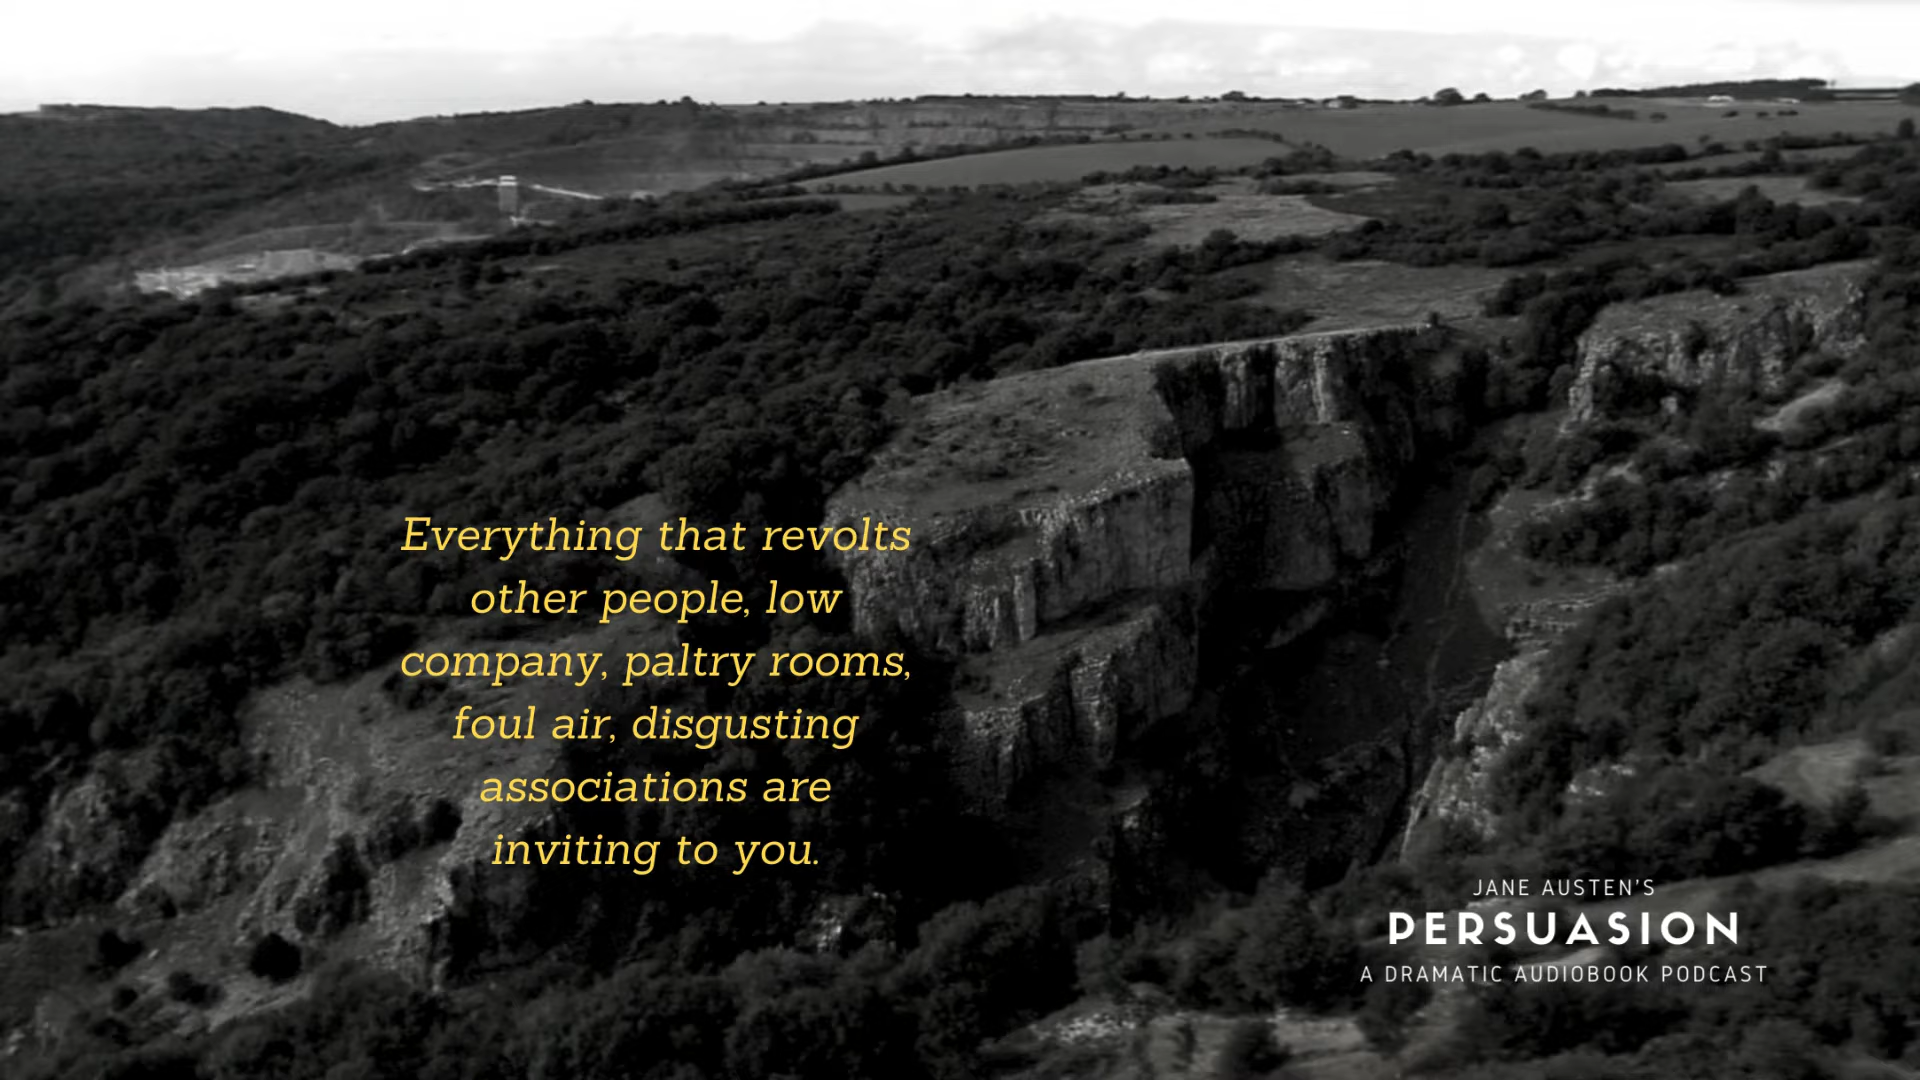 Everything that revolts
other people, low
company, paltry rooms,
foul air, disgusting
associations are
inviting to you.
JANE AUSTEN'S
PERSUASION
A DRAMATIC AUDIOBOOK PODCAST